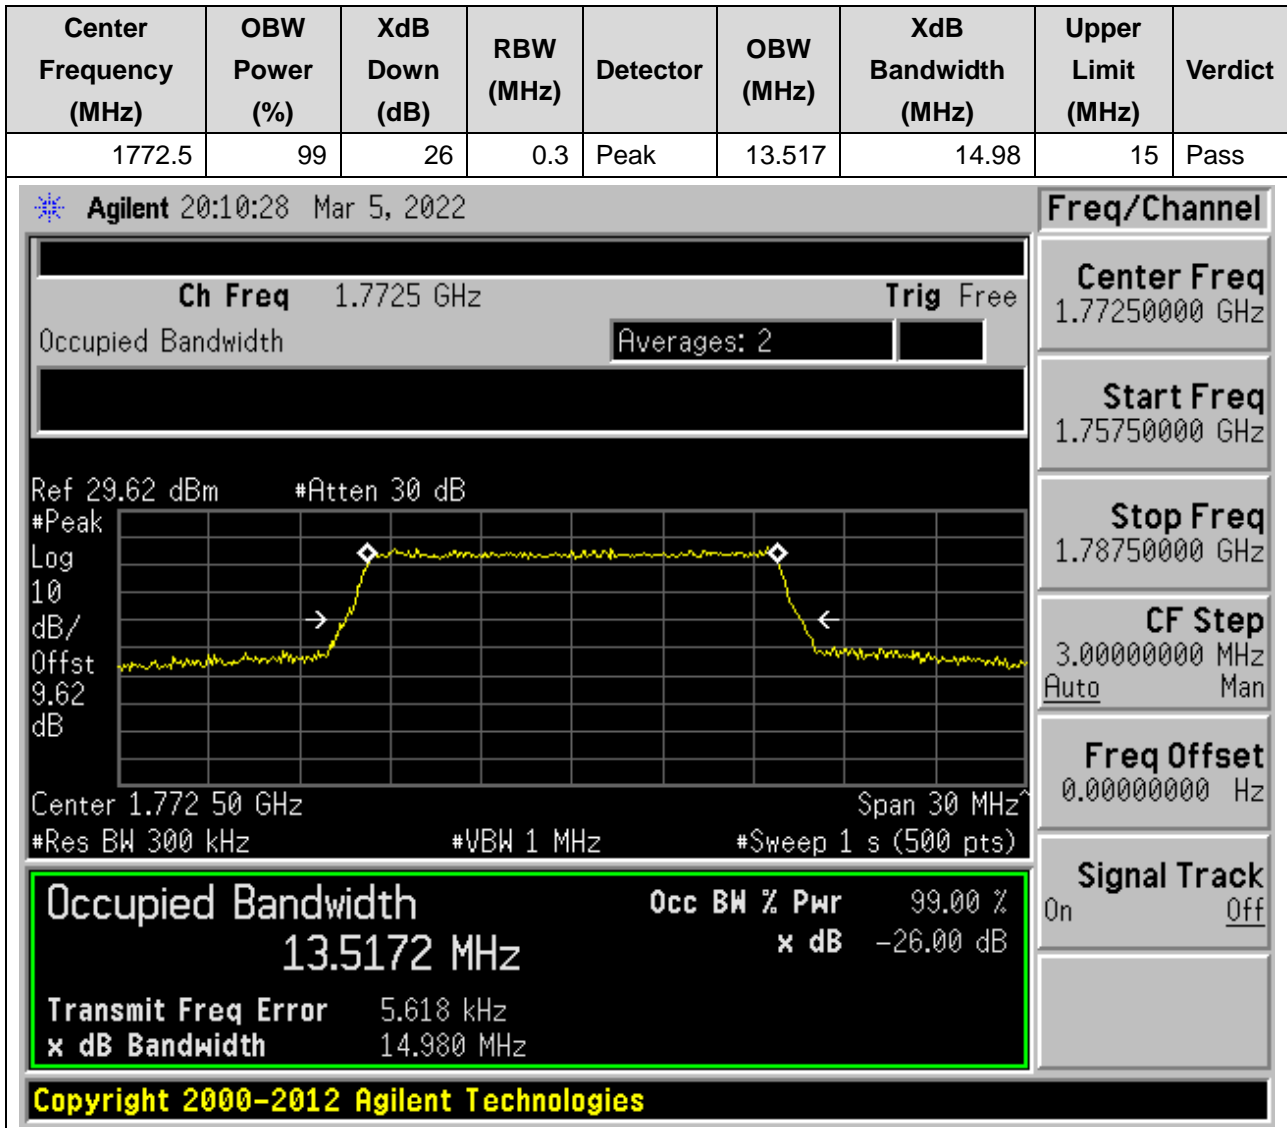 Center Frequency (MHz) OBW Power (%) XdB Down (dB) RBW (MHz) Detector OBW (MHz) XdB Bandwidth (MHz) Upper Limit (MHz) Verdict
1772.5 99 26 0.3 Peak 13.517 14.98 15 Pass
Agilent 20:10:28 Mar 5, 2022
Freq/Channel
Ch Freq 1.7725 GHz Trig Free
Occupied Bandwidth Averages: 2
Ref 29.62 dBm #Atten 30 dB
#Peak
Log
10
dB/
Offst
9.62
dB
Center 1.772 50 GHz Span 30 MHz^
#Res BW 300 kHz #VBW 1 MHz #Sweep 1 s (500 pts)
Occupied Bandwidth Occ BW % Pwr 99.00 %
13.5172 MHz x dB -26.00 dB
Transmit Freq Error 5.618 kHz
x dB Bandwidth 14.980 MHz
Center Freq
1.77250000 GHz
Start Freq
1.75750000 GHz
Stop Freq
1.78750000 GHz
CF Step
3.00000000 MHz
Auto Man
Freq Offset
0.00000000 Hz
Signal Track
On Off
Copyright 2000-2012 Agilent Technologies